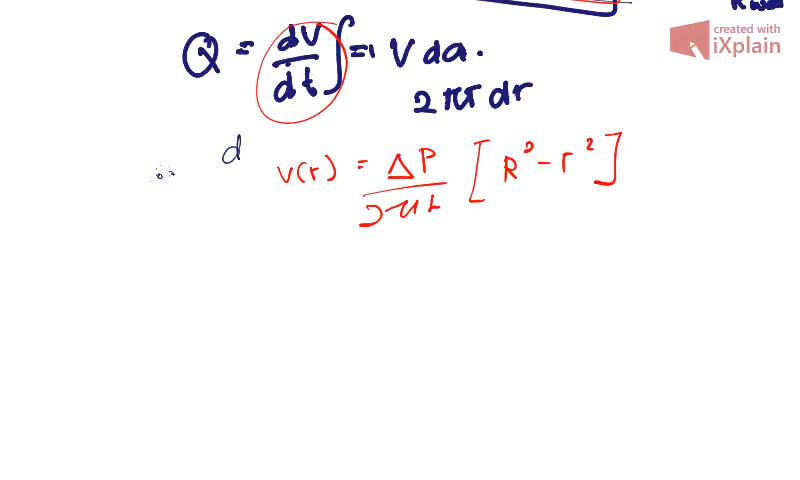 created with
iXplain
Q = dV/dt ∫ = V da.
2πr dr
∴ d
v(r) = ΔP/2μL [R² - r²]